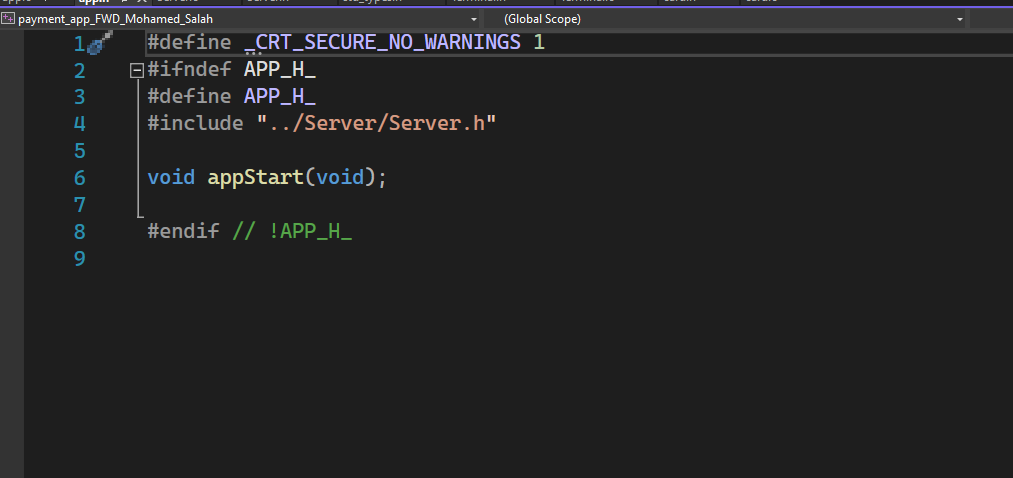 payment_app_FWD_Mohamed_Salah (Global Scope)
1 #define _CRT_SECURE_NO_WARNINGS 1
2 #ifndef APP_H_
3 #define APP_H_
4 #include "../Server/Server.h"
5
6 void appStart(void);
7
8 #endif // !APP_H_
9